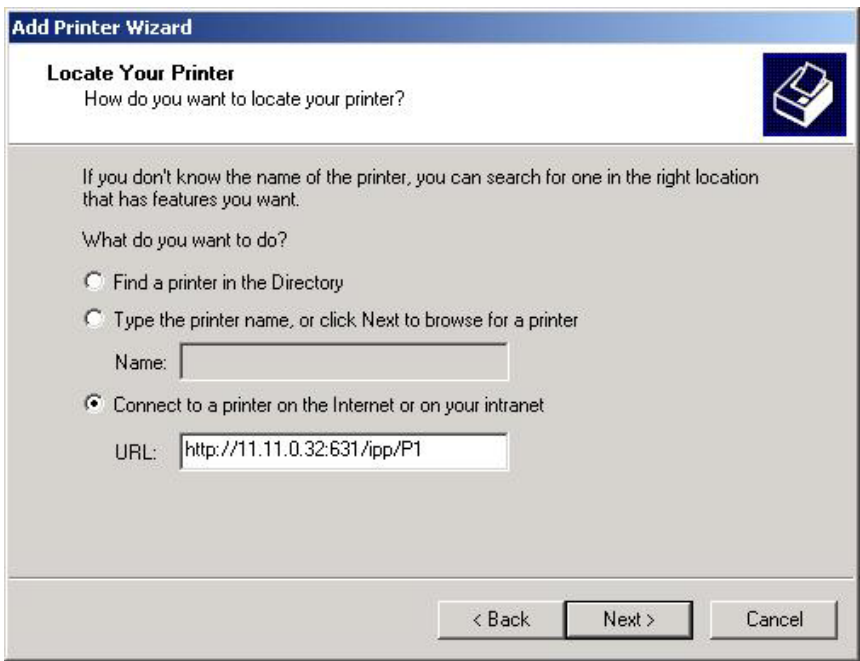 Add Printer Wizard
Locate Your Printer
How do you want to locate your printer?
If you don't know the name of the printer, you can search for one in the right location
that has features you want.
What do you want to do?
Find a printer in the Directory
Type the printer name, or click Next to browse for a printer
Name:
Connect to a printer on the Internet or on your intranet
URL: http://11.11.0.32:631/ipp/P1
< Back Next > Cancel